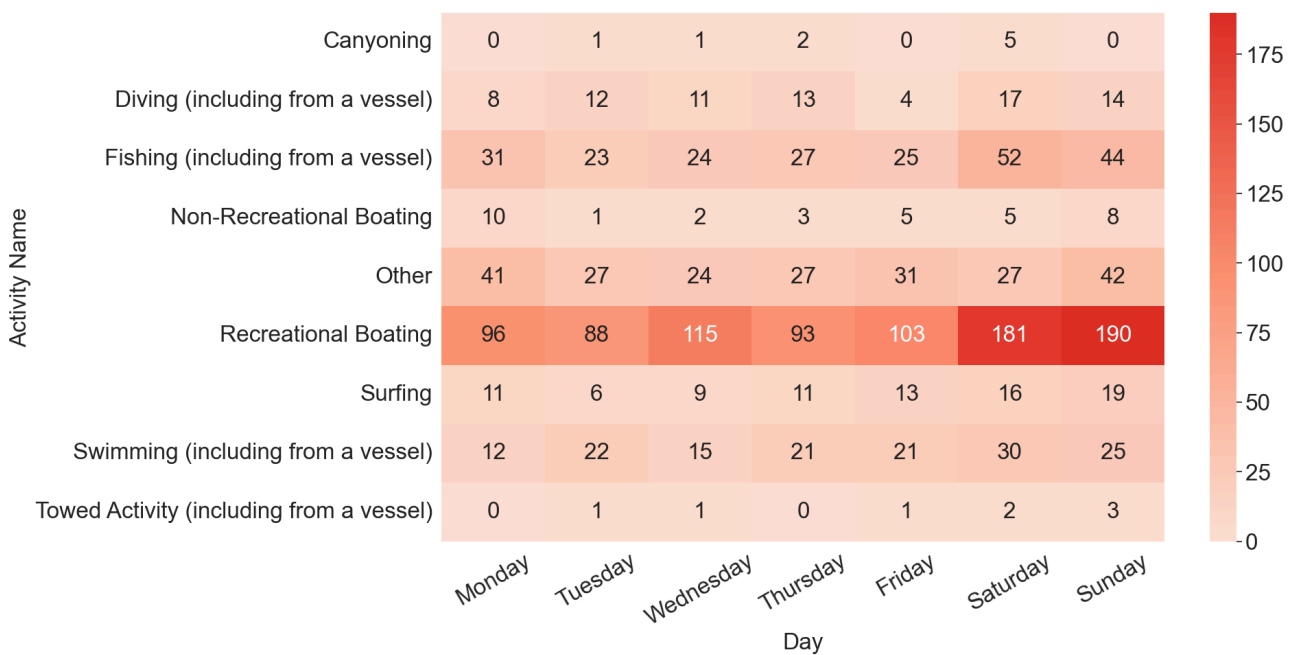 Canyoning 0 1 1 2 0 5 0
Diving (including from a vessel) 8 12 11 13 4 17 14
Fishing (including from a vessel) 31 23 24 27 25 52 44
Non-Recreational Boating 10 1 2 3 5 5 8
Other 41 27 24 27 31 27 42
Recreational Boating 96 88 115 93 103 181 190
Surfing 11 6 9 11 13 16 19
Swimming (including from a vessel) 12 22 15 21 21 30 25
Towed Activity (including from a vessel) 0 1 1 0 1 2 3
Activity Name
Monday Tuesday Wednesday Thursday Friday Saturday Sunday
Day
175
150
125
100
75
50
25
0